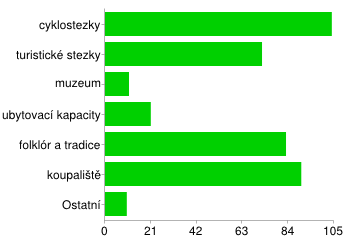 cyklostezky
turistické stezky
muzeum
ubytovací kapacity
folklór a tradice
koupaliště
Ostatní
0 21 42 63 84 105